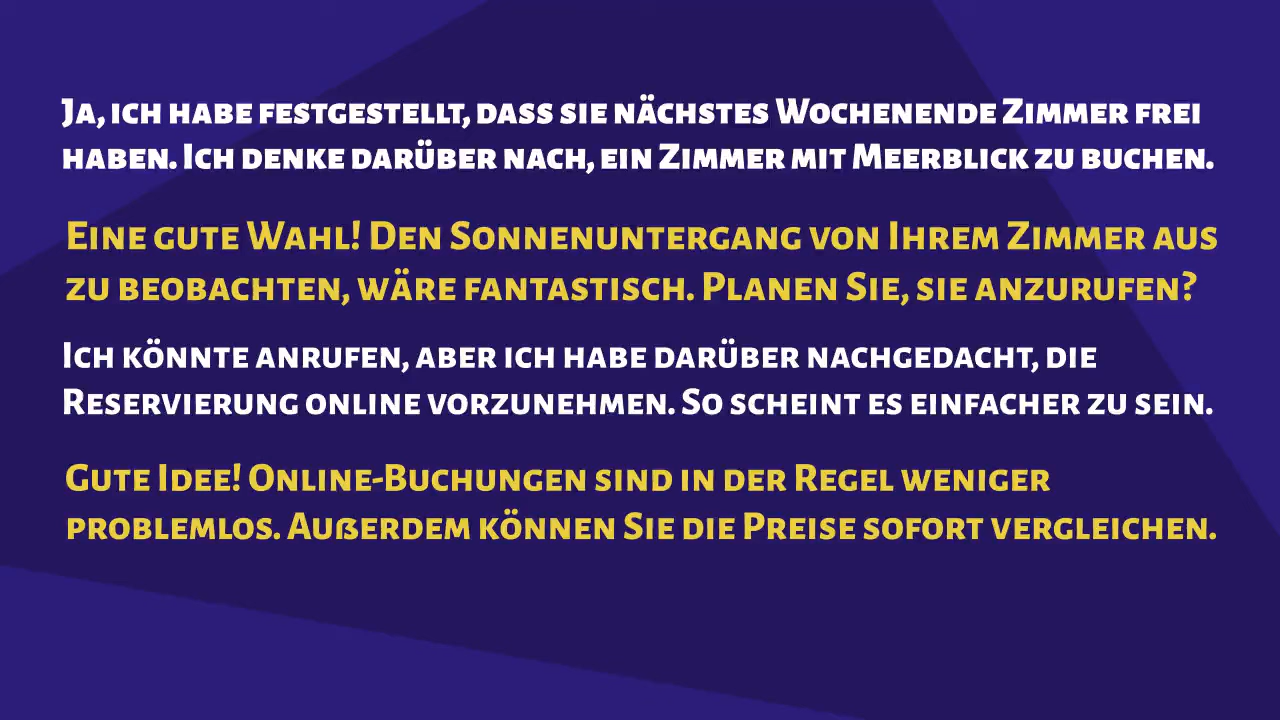 Ja, ich habe festgestellt, dass sie nächstes Wochenende Zimmer frei
haben. Ich denke darüber nach, ein Zimmer mit Meerblick zu buchen.
Eine gute Wahl! Den Sonnenuntergang von Ihrem Zimmer aus
zu beobachten, wäre fantastisch. Planen Sie, sie anzurufen?
Ich könnte anrufen, aber ich habe darüber nachgedacht, die
Reservierung online vorzunehmen. So scheint es einfacher zu sein.
Gute Idee! Online-Buchungen sind in der Regel weniger
problemlos. Außerdem können Sie die Preise sofort vergleichen.